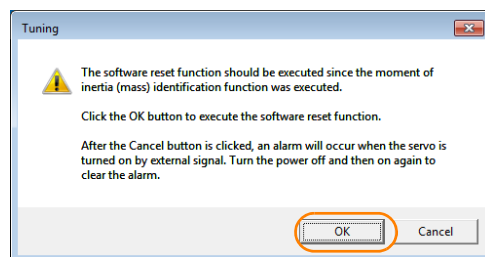 Tuning
The software reset function should be executed since the moment of
inertia (mass) identification function was executed.
Click the OK button to execute the software reset function.
After the Cancel button is clicked, an alarm will occur when the servo is
turned on by external signal. Turn the power off and then on again to
clear the alarm.
OK
Cancel